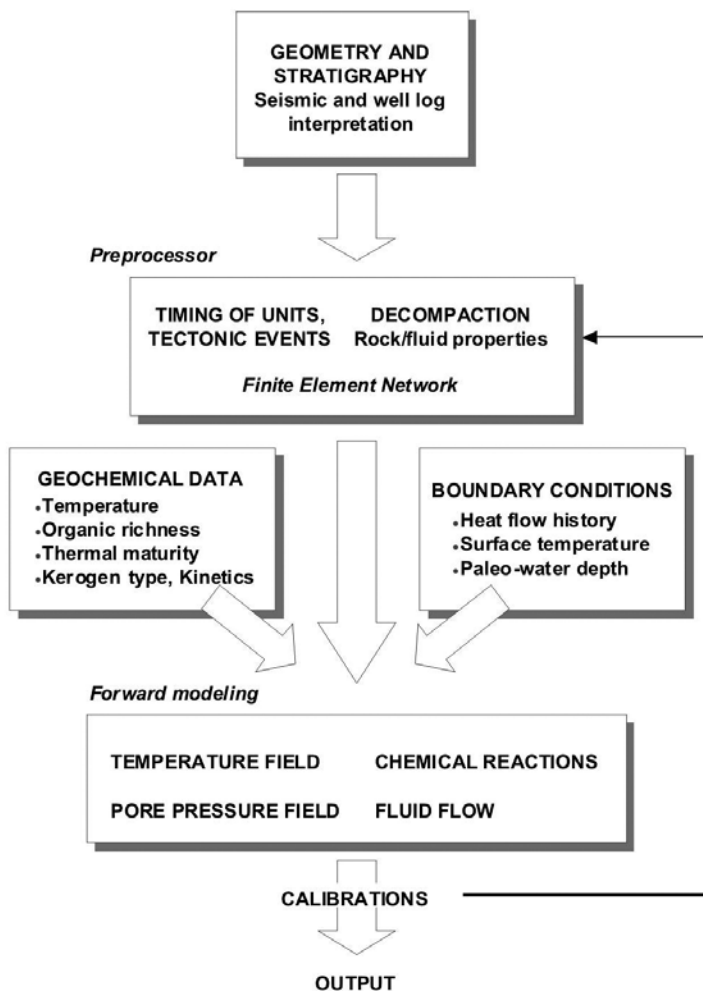 GEOMETRY AND
STRATIGRAPHY
Seismic and well log
interpretation
Preprocessor
TIMING OF UNITS,
TECTONIC EVENTS
DECOMPACTION
Rock/fluid properties
Finite Element Network
GEOCHEMICAL DATA
•Temperature
•Organic richness
•Thermal maturity
•Kerogen type, Kinetics
BOUNDARY CONDITIONS
•Heat flow history
•Surface temperature
•Paleo-water depth
Forward modeling
TEMPERATURE FIELD
CHEMICAL REACTIONS
PORE PRESSURE FIELD
FLUID FLOW
CALIBRATIONS
OUTPUT